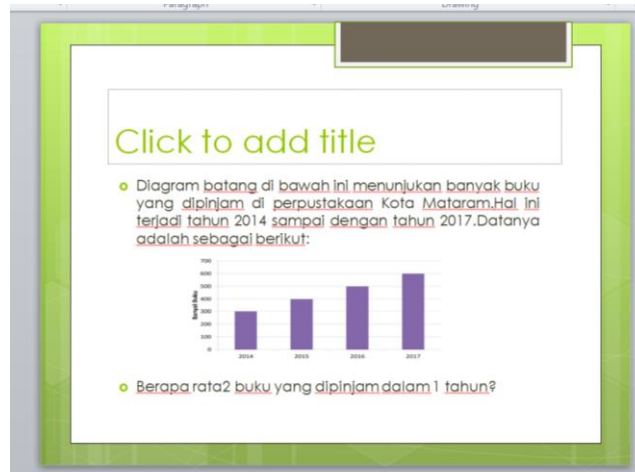 Paragraph
Drawing
Click to add title
Diagram batang di bawah ini menunjukan banyak buku
yang dipinjam di perpustakaan Kota Mataram.Hal ini
terjadi tahun 2014 sampai dengan tahun 2017.Datanya
adalah sebagai berikut:
700
600
500
400
300
200
100
0
2014 2015 2016 2017
Berapa rata2 buku yang dipinjam dalam 1 tahun?